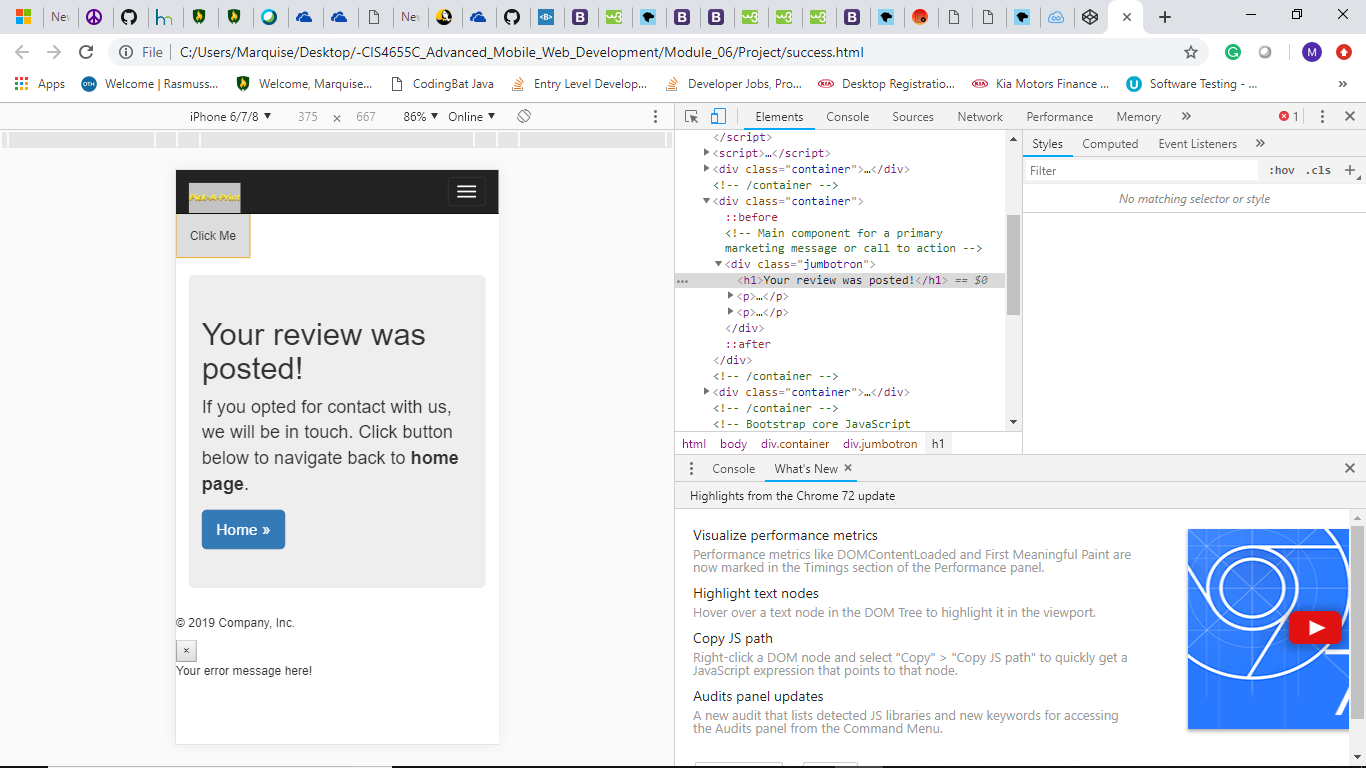 New
New
File
C:/Users/Marquise/Desktop/-CIS4655C_Advanced_Mobile_Web_Development/Module_06/Project/success.html
M
Apps
Welcome | Rasmuss...
Welcome, Marquise...
CodingBat Java
Entry Level Develop...
Developer Jobs, Pro...
Desktop Registratio...
Kia Motors Finance ...
Software Testing - ...
»
iPhone 6/7/8 ▼ 375 × 667 86% ▼ Online ▼
Pick-A-Print
Click Me
Your review was
posted!
If you opted for contact with us,
we will be in touch. Click button
below to navigate back to home
page.
Home »
© 2019 Company, Inc.
×
Your error message here!
Elements Console Sources Network Performance Memory » 1
</script>
<script>…</script>
<div class="container">…</div>
<!-- /container -->
<div class="container">
::before
<!-- Main component for a primary
marketing message or call to action -->
<div class="jumbotron">
<h1>Your review was posted!</h1> == $0
<p>…</p>
<p>…</p>
</div>
::after
</div>
<!-- /container -->
<div class="container">…</div>
<!-- /container -->
<!-- Bootstrap core JavaScript
html body div.container div.jumbotron h1
Styles Computed Event Listeners »
Filter :hov .cls +
No matching selector or style
Console What's New ×
Highlights from the Chrome 72 update
Visualize performance metrics
Performance metrics like DOMContentLoaded and First Meaningful Paint are
now marked in the Timings section of the Performance panel.
Highlight text nodes
Hover over a text node in the DOM Tree to highlight it in the viewport.
Copy JS path
Right-click a DOM node and select "Copy" > "Copy JS path" to quickly get a
JavaScript expression that points to that node.
Audits panel updates
A new audit that lists detected JS libraries and new keywords for accessing
the Audits panel from the Command Menu.